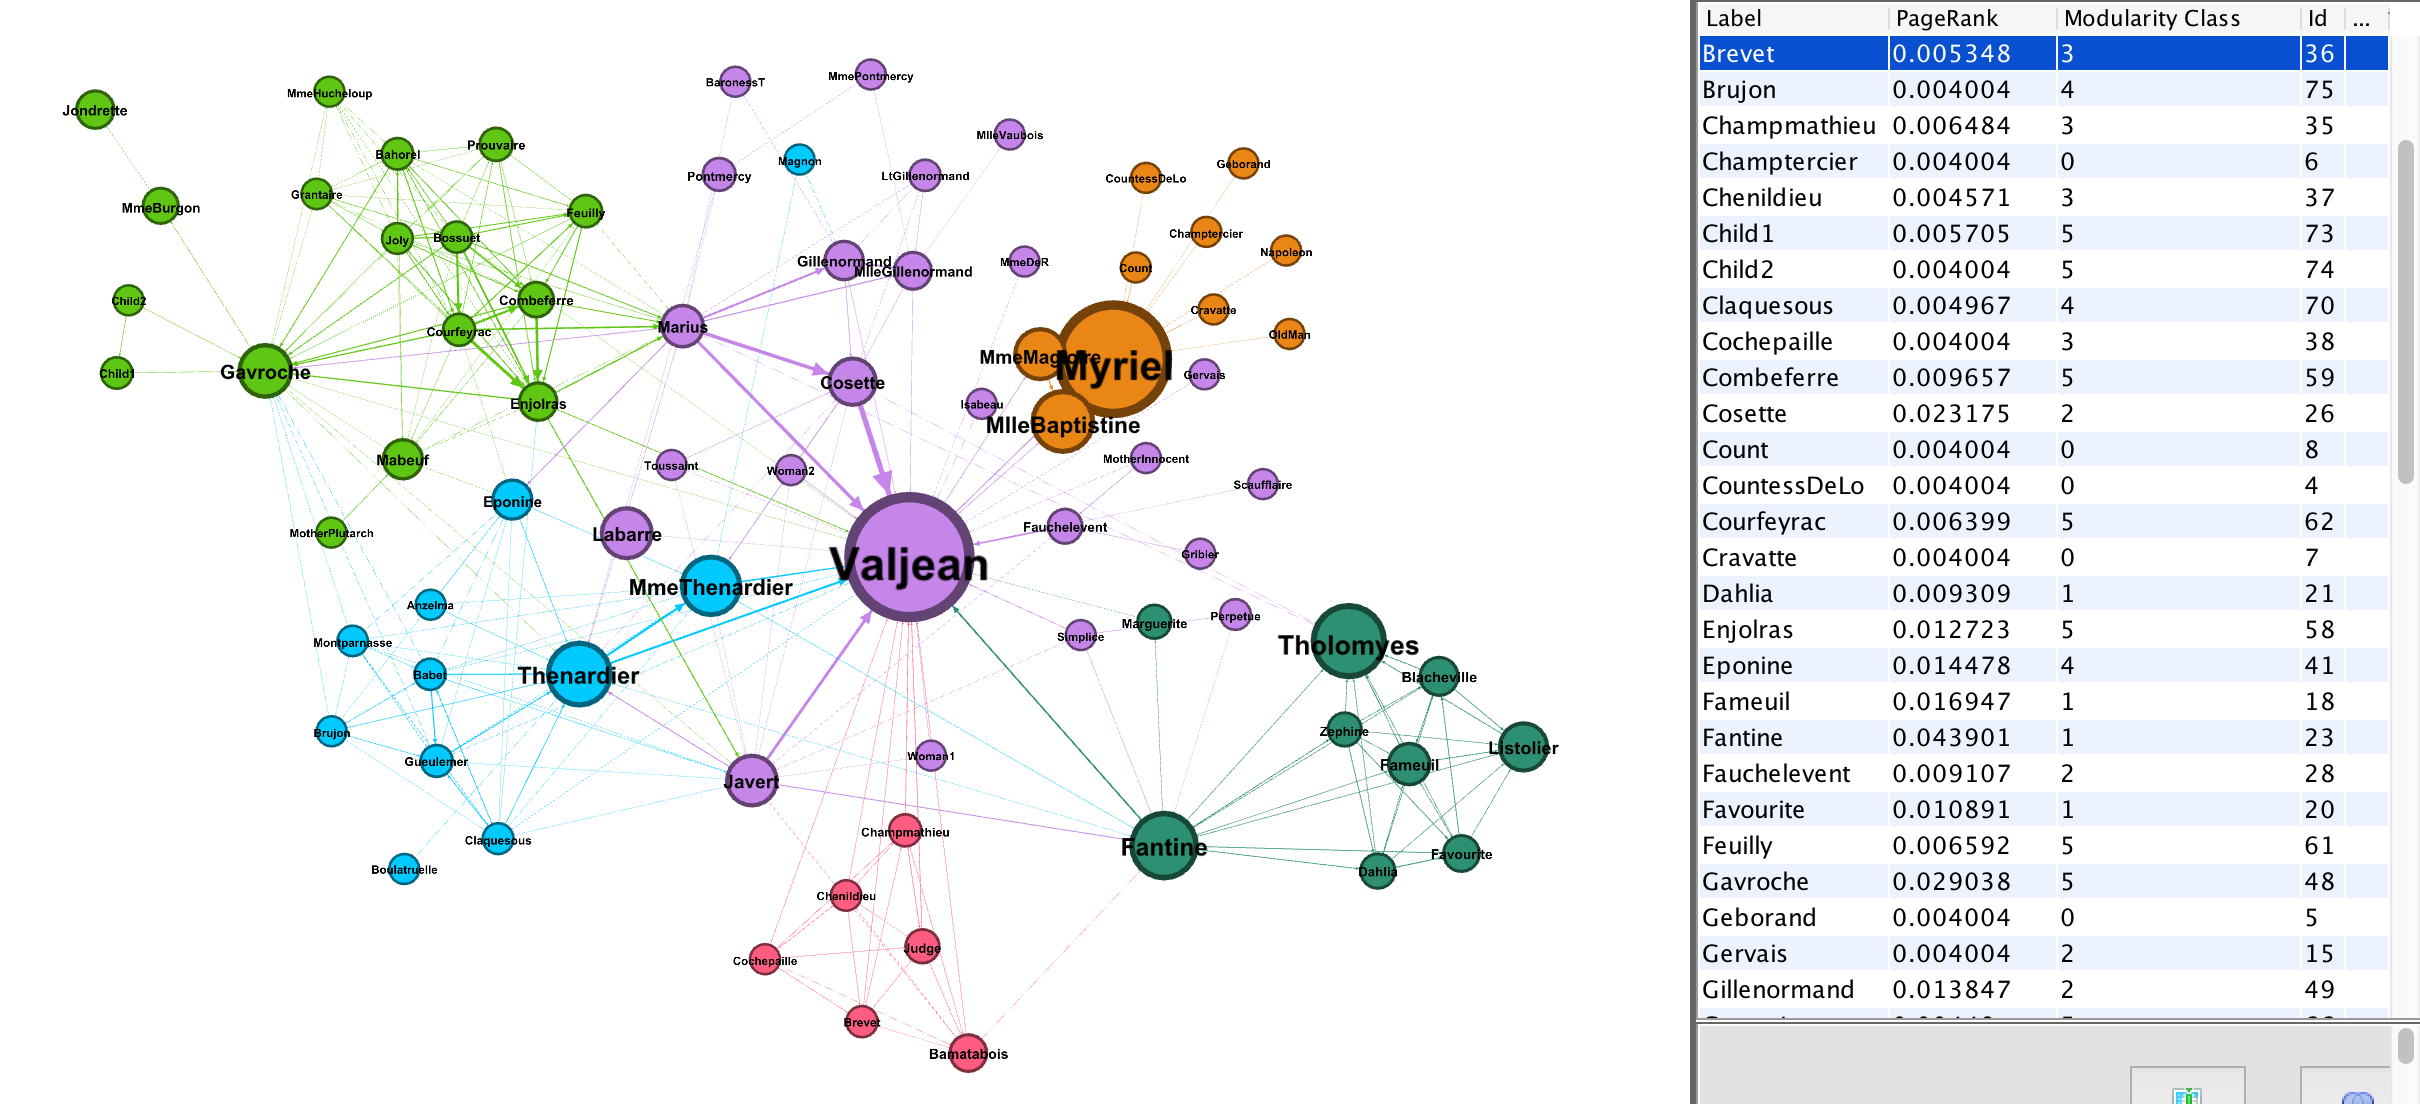 Jondrette
MmeHucheloup
BaronessT
MmePontmercy
MlleVaubois
Bahorel
Prouvaire
Magnon
Pontmercy
LtGillenormand
CountessDeLo
Geborand
Grantaire
MmeBurgon
Feuilly
Joly
Bossuet
Champtercier
Napoleon
Gillenormand
MlleGillenormand
MmeDeR
Count
Child2
Combeferre
Courfeyrac
Marius
Cravatte
OldMan
MmeMagloire
Myriel
Child1
Gavroche
Cosette
Gervais
Enjolras
Isabeau
MlleBaptistine
Mabeuf
Toussaint
Woman2
MotherInnocent
Scaufflaire
Eponine
MotherPlutarch
Labarre
Fauchelevent
Gribier
Valjean
MmeThenardier
Anzelma
Montparnasse
Simplice
Marguerite
Perpetue
Tholomyes
Babet
Thenardier
Blacheville
Brujon
Zephine
Listolier
Gueulemer
Javert
Woman1
Fameuil
Claquesous
Champmathieu
Fantine
Favourite
Boulatruelle
Dahlia
Chenildieu
Cochepaille
Judge
Brevet
Bamatabois
Label PageRank Modularity Class Id ...
Brevet 0.005348 3 36
Brujon 0.004004 4 75
Champmathieu 0.006484 3 35
Champtercier 0.004004 0 6
Chenildieu 0.004571 3 37
Child1 0.005705 5 73
Child2 0.004004 5 74
Claquesous 0.004967 4 70
Cochepaille 0.004004 3 38
Combeferre 0.009657 5 59
Cosette 0.023175 2 26
Count 0.004004 0 8
CountessDeLo 0.004004 0 4
Courfeyrac 0.006399 5 62
Cravatte 0.004004 0 7
Dahlia 0.009309 1 21
Enjolras 0.012723 5 58
Eponine 0.014478 4 41
Fameuil 0.016947 1 18
Fantine 0.043901 1 23
Fauchelevent 0.009107 2 28
Favourite 0.010891 1 20
Feuilly 0.006592 5 61
Gavroche 0.029038 5 48
Geborand 0.004004 0 5
Gervais 0.004004 2 15
Gillenormand 0.013847 2 49